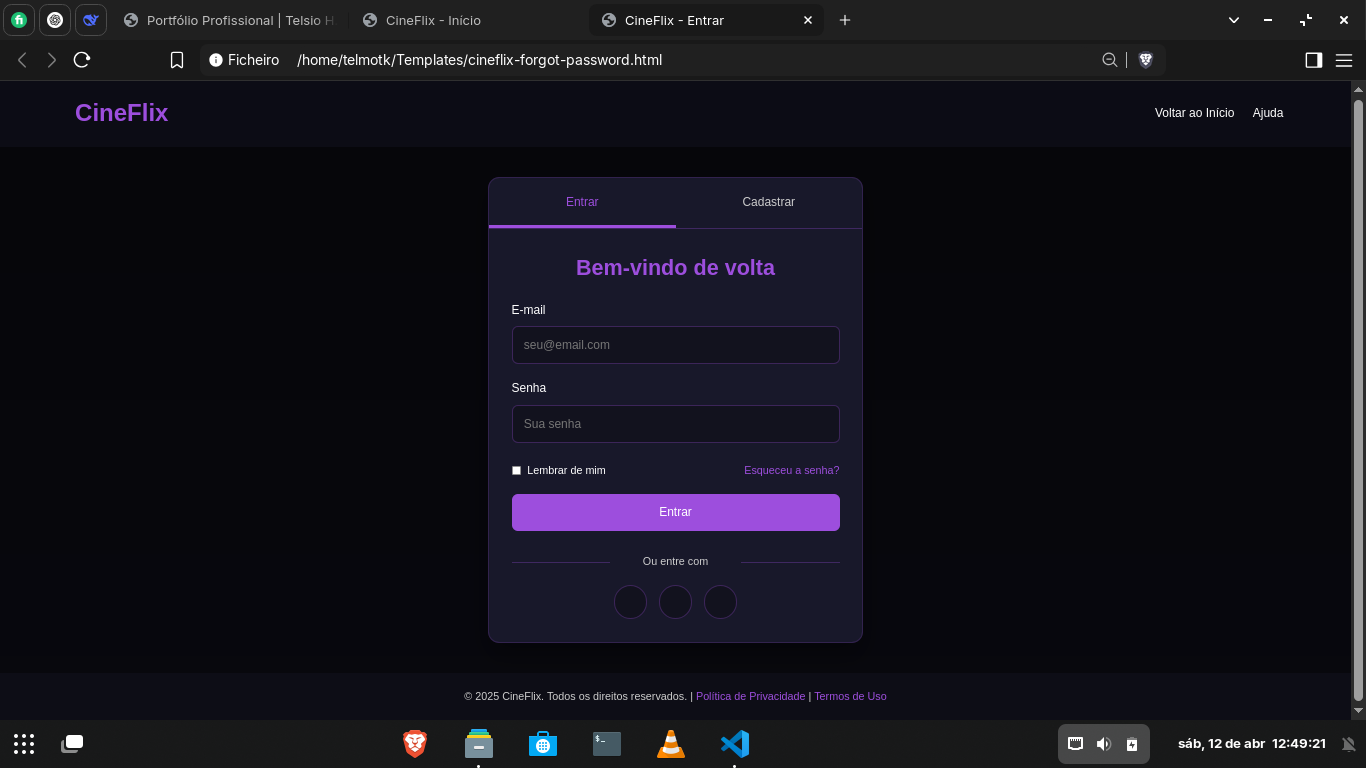 Portfólio Profissional | Telsio H
CineFlix - Início
CineFlix - Entrar
Ficheiro /home/telmotk/Templates/cineflix-forgot-password.html
CineFlix
Voltar ao Início Ajuda
Entrar Cadastrar
Bem-vindo de volta
E-mail
seu@email.com
Senha
Sua senha
Lembrar de mim Esqueceu a senha?
Entrar
Ou entre com
© 2025 CineFlix. Todos os direitos reservados. | Política de Privacidade | Termos de Uso
sáb, 12 de abr 12:49:21